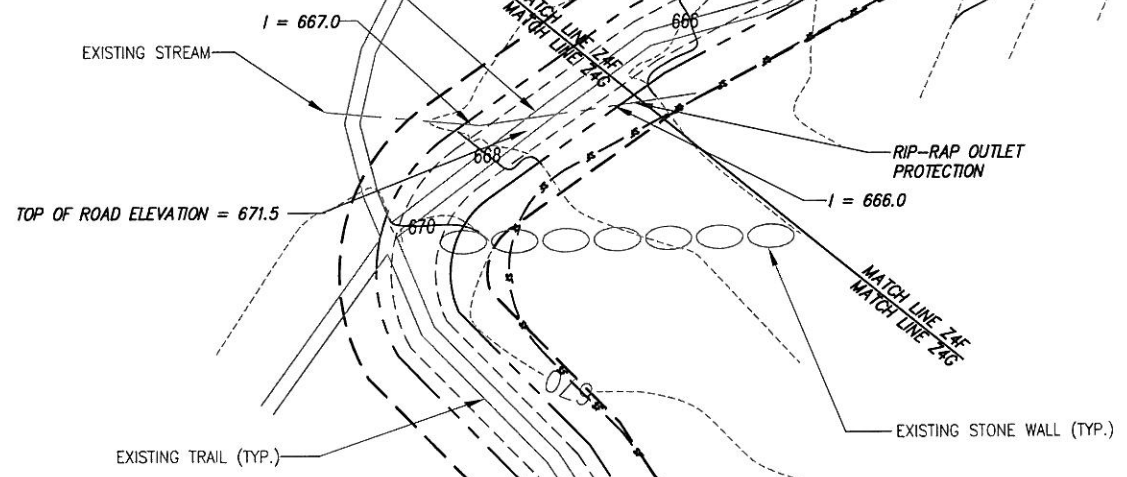 I = 667.0
MATCH LINE IZ4F
MATCH LINE Z4G
666
EXISTING STREAM
668
RIP-RAP OUTLET
PROTECTION
I = 666.0
TOP OF ROAD ELEVATION = 671.5
670
MATCH LINE Z4F
MATCH LINE Z4G
670
EXISTING STONE WALL (TYP.)
EXISTING TRAIL (TYP.)